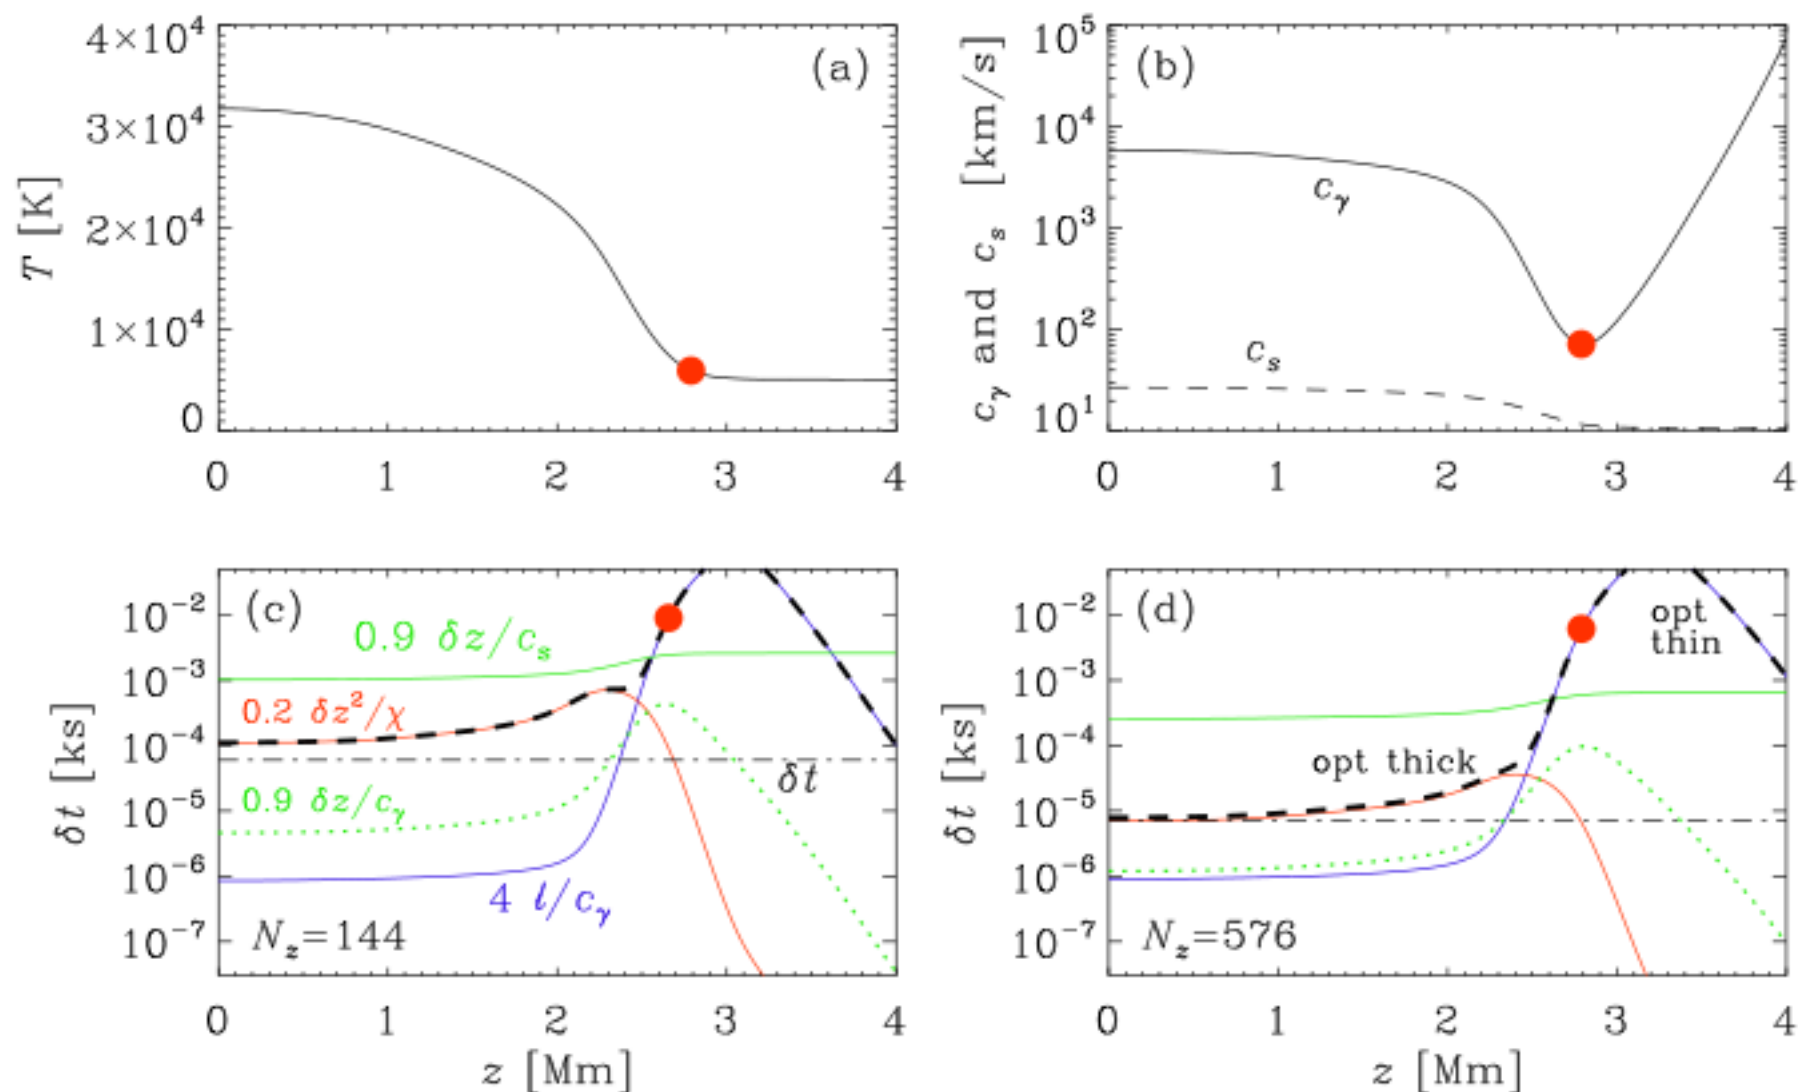 4×10⁴
3×10⁴
2×10⁴
1×10⁴
0
T [K]
(a)
0 1 2 3 4
10⁵
10⁴
10³
10²
10¹
c_γ and c_s [km/s]
(b)
c_γ
c_s
0 1 2 3 4
10⁻²
10⁻³
10⁻⁴
10⁻⁵
10⁻⁶
10⁻⁷
δt [ks]
(c)
0.9 δz/c_s
0.2 δz²/χ
δt
0.9 δz/c_γ
4 l/c_γ
N_z=144
0 1 2 3 4
z [Mm]
10⁻²
10⁻³
10⁻⁴
10⁻⁵
10⁻⁶
10⁻⁷
δt [ks]
(d)
opt
thin
opt thick
N_z=576
0 1 2 3 4
z [Mm]